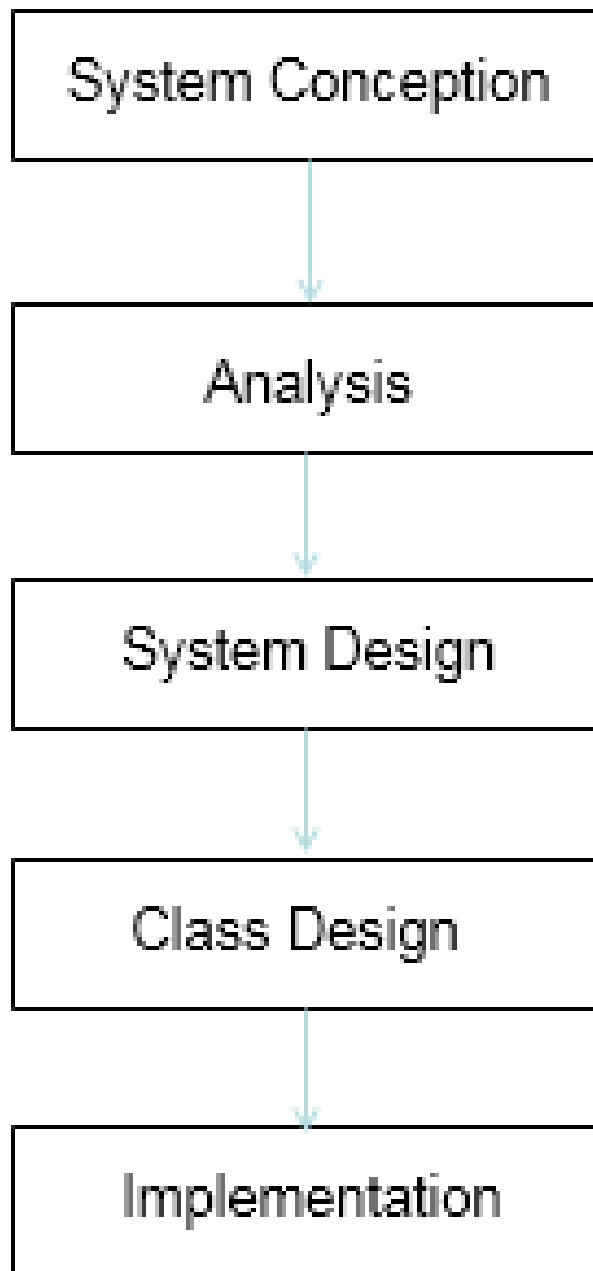 System Conception
Analysis
System Design
Class Design
Implementation